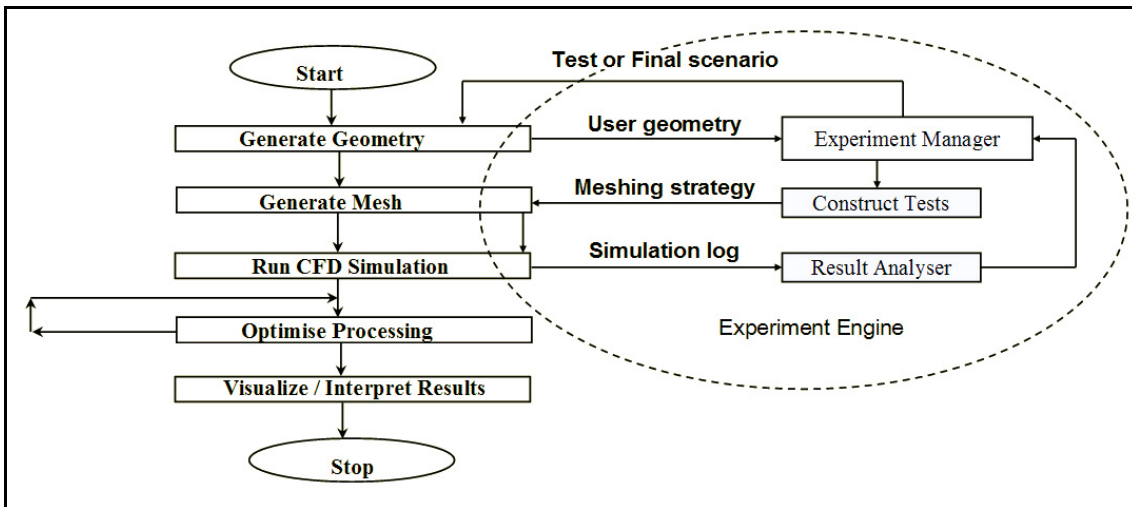 Test or Final scenario
Start
Generate Geometry
User geometry
Experiment Manager
Generate Mesh
Meshing strategy
Construct Tests
Run CFD Simulation
Simulation log
Result Analyser
Optimise Processing
Experiment Engine
Visualize / Interpret Results
Stop